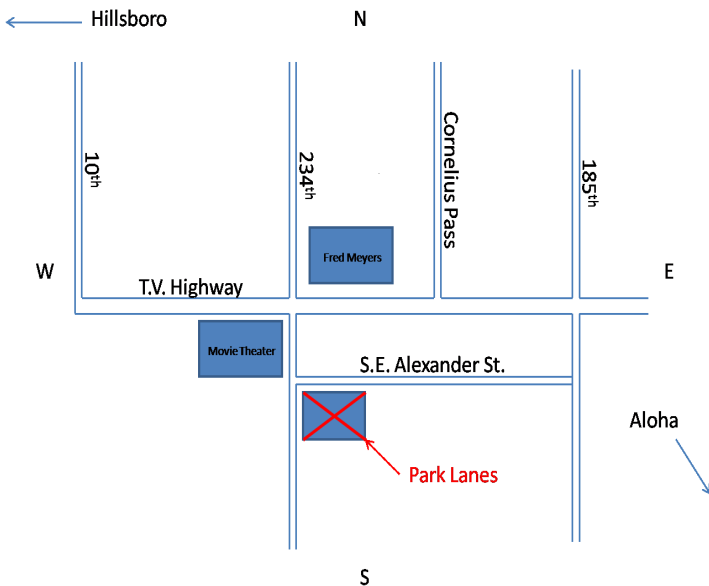 Hillsboro
N
10th
234th
Cornelius Pass
185th
Fred Meyers
W
E
T.V. Highway
Movie Theater
S.E. Alexander St.
Aloha
Park Lanes
S